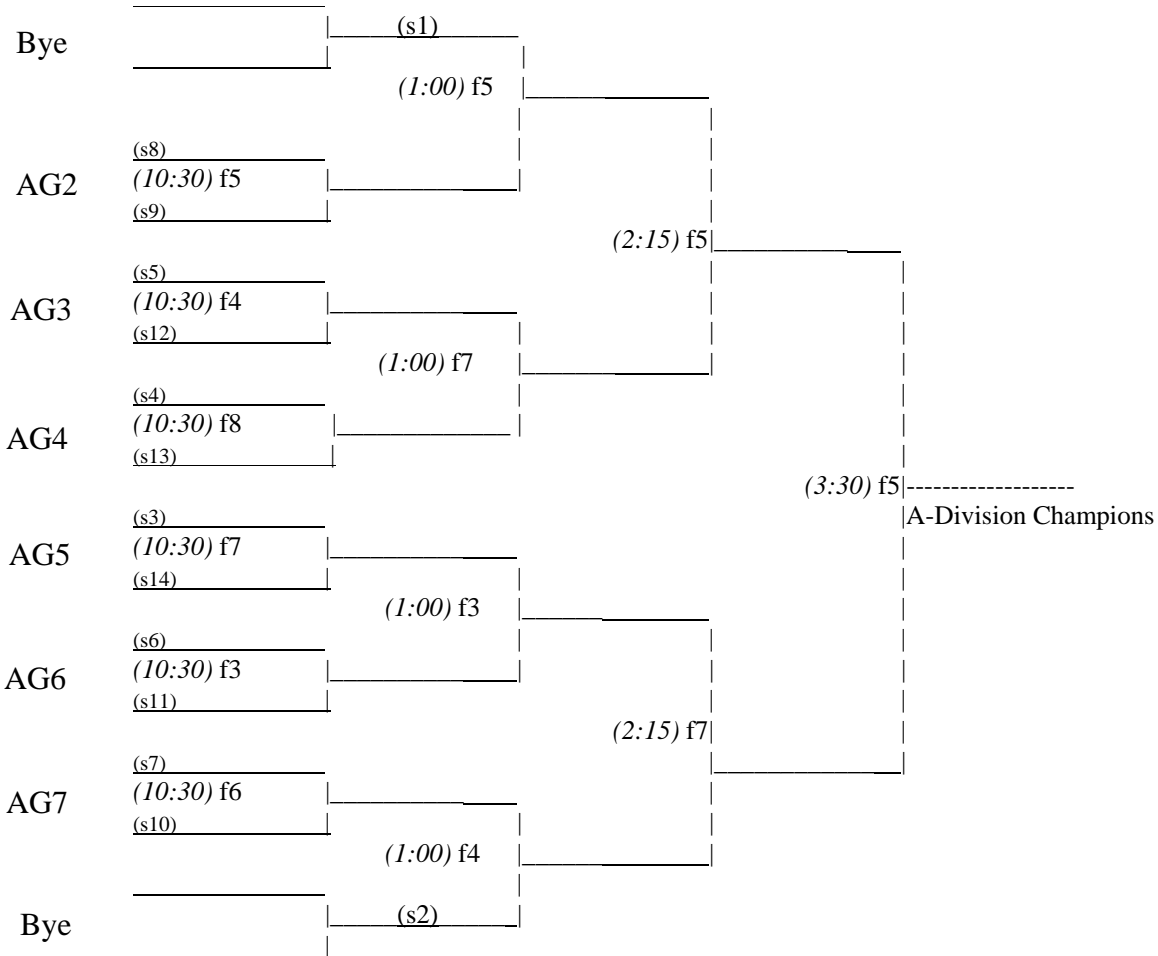 (s1)
Bye
(1:00) f5
(s8)
AG2
(10:30) f5
(s9)
(2:15) f5
(s5)
AG3
(10:30) f4
(s12)
(1:00) f7
(s4)
AG4
(10:30) f8
(s13)
(3:30) f5
A-Division Champions
(s3)
AG5
(10:30) f7
(s14)
(1:00) f3
(s6)
AG6
(10:30) f3
(s11)
(2:15) f7
(s7)
AG7
(10:30) f6
(s10)
(1:00) f4
(s2)
Bye